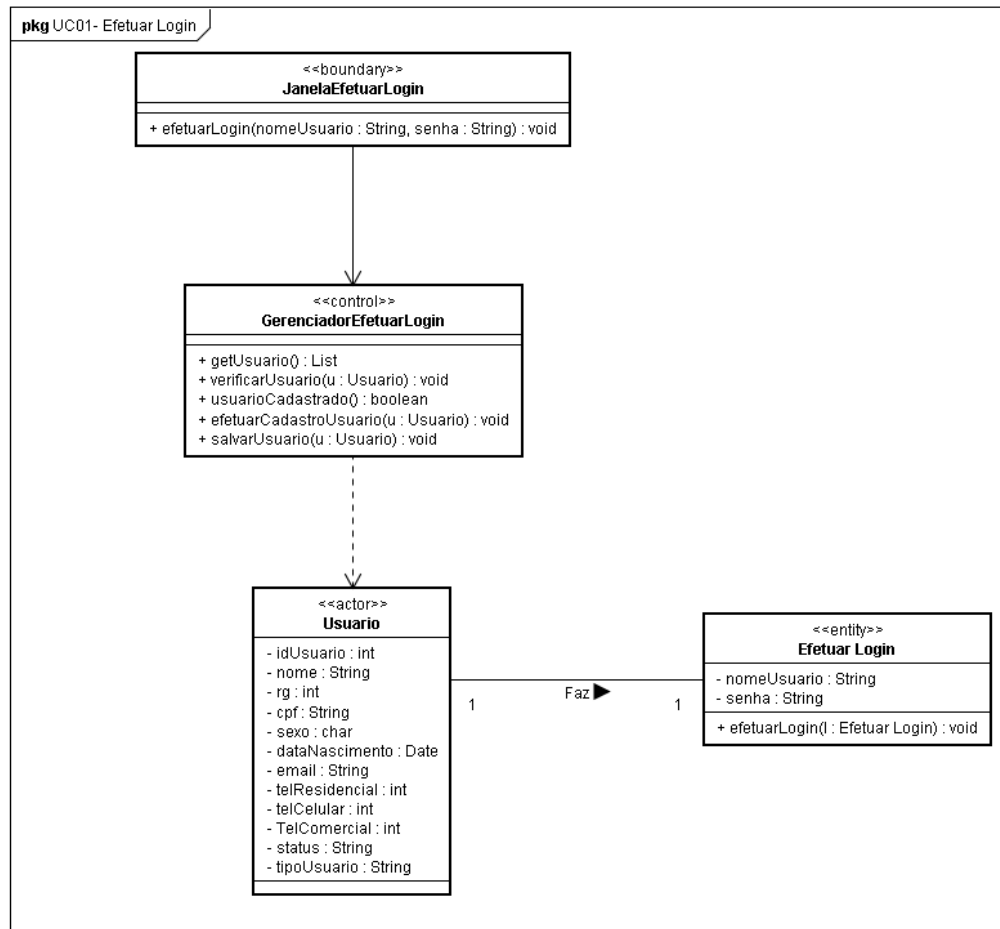 pkg UC01- Efetuar Login
<<boundary>>
JanelaEfetuarLogin
+ efetuarLogin(nomeUsuario : String, senha : String) : void
<<control>>
GerenciadorEfetuarLogin
+ getUsuario() : List
+ verificarUsuario(u : Usuario) : void
+ usuarioCadastrado() : boolean
+ efetuarCadastroUsuario(u : Usuario) : void
+ salvarUsuario(u : Usuario) : void
<<actor>>
Usuario
- idUsuario : int
- nome : String
- rg : int
- cpf : String
- sexo : char
- dataNascimento : Date
- email : String
- telResidencial : int
- telCelular : int
- TelComercial : int
- status : String
- tipoUsuario : String
1
Faz
1
<<entity>>
Efetuar Login
- nomeUsuario : String
- senha : String
+ efetuarLogin(l : Efetuar Login) : void